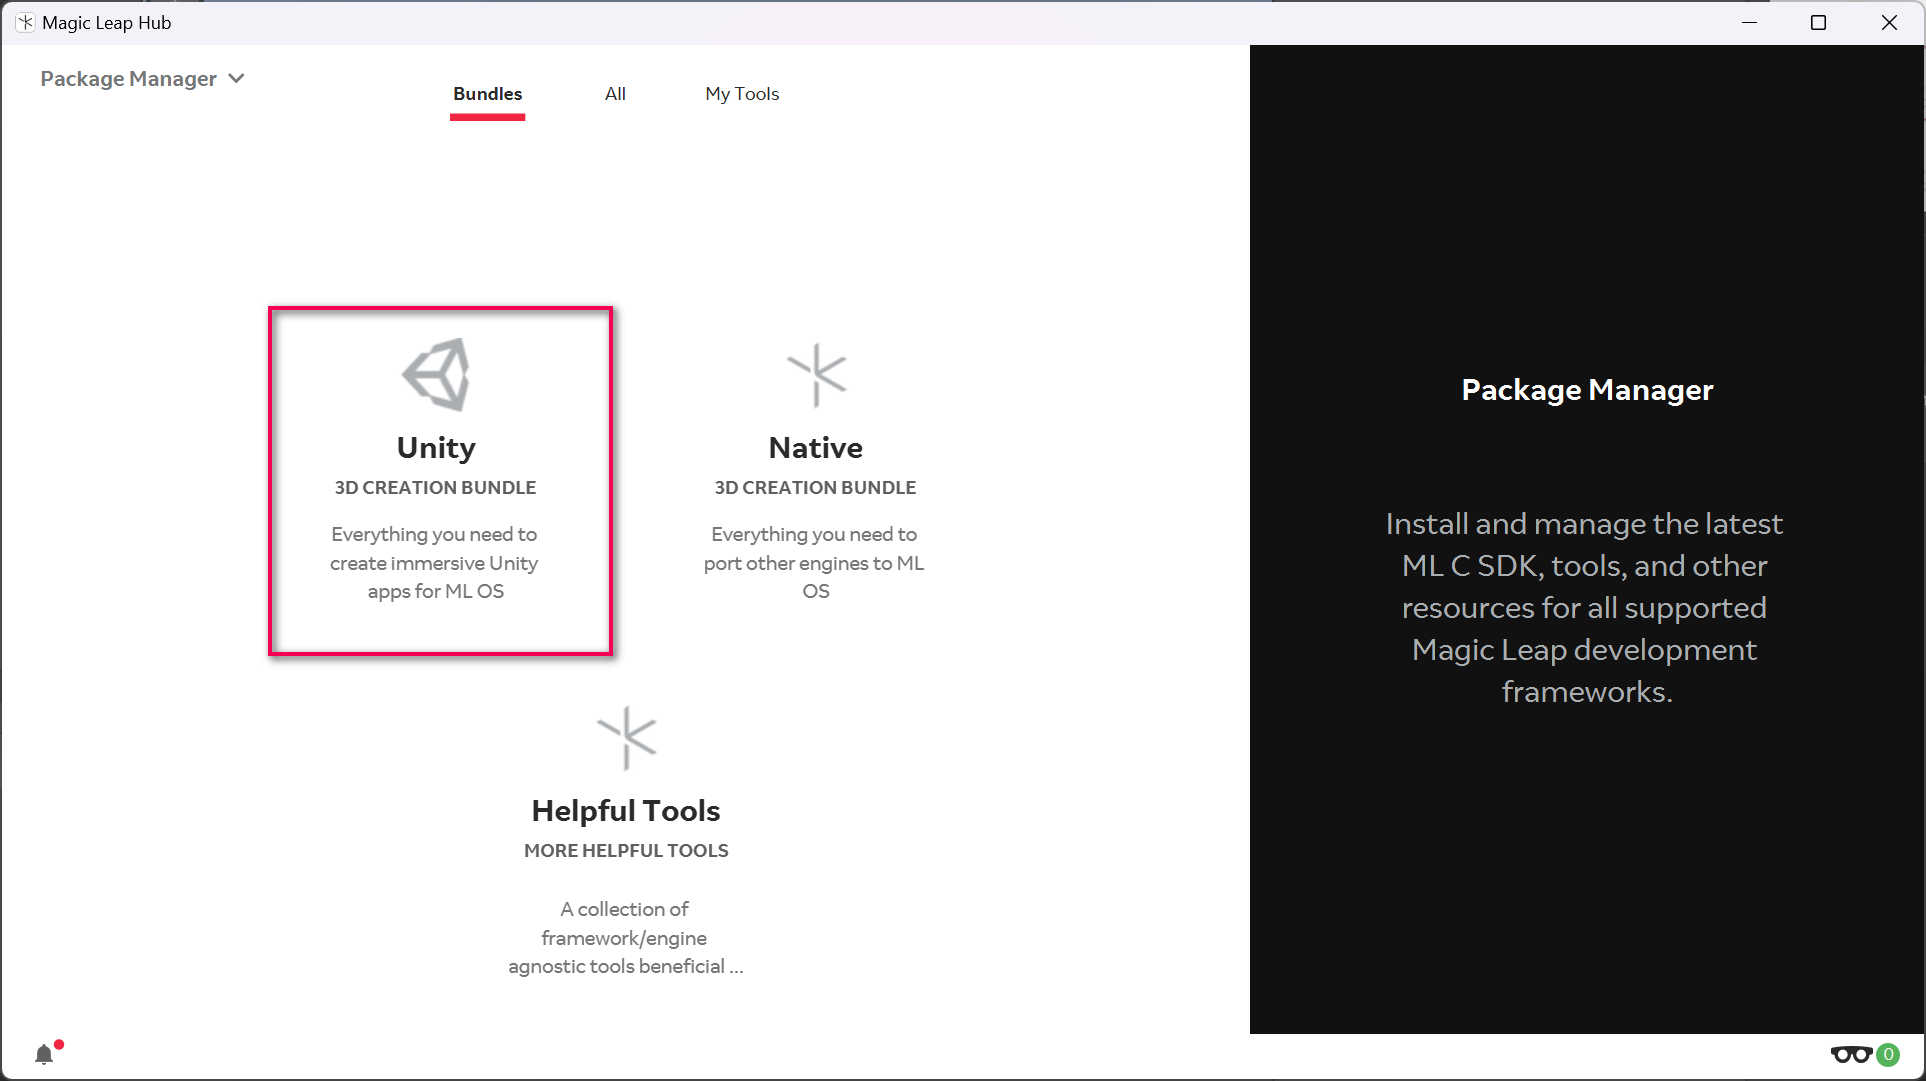 Magic Leap Hub
Package Manager
Bundles
All
My Tools
Unity
3D CREATION BUNDLE
Everything you need to
create immersive Unity
apps for ML OS
Native
3D CREATION BUNDLE
Everything you need to
port other engines to ML
OS
Helpful Tools
MORE HELPFUL TOOLS
A collection of
framework/engine
agnostic tools beneficial ...
Package Manager
Install and manage the latest
ML C SDK, tools, and other
resources for all supported
Magic Leap development
frameworks.
0